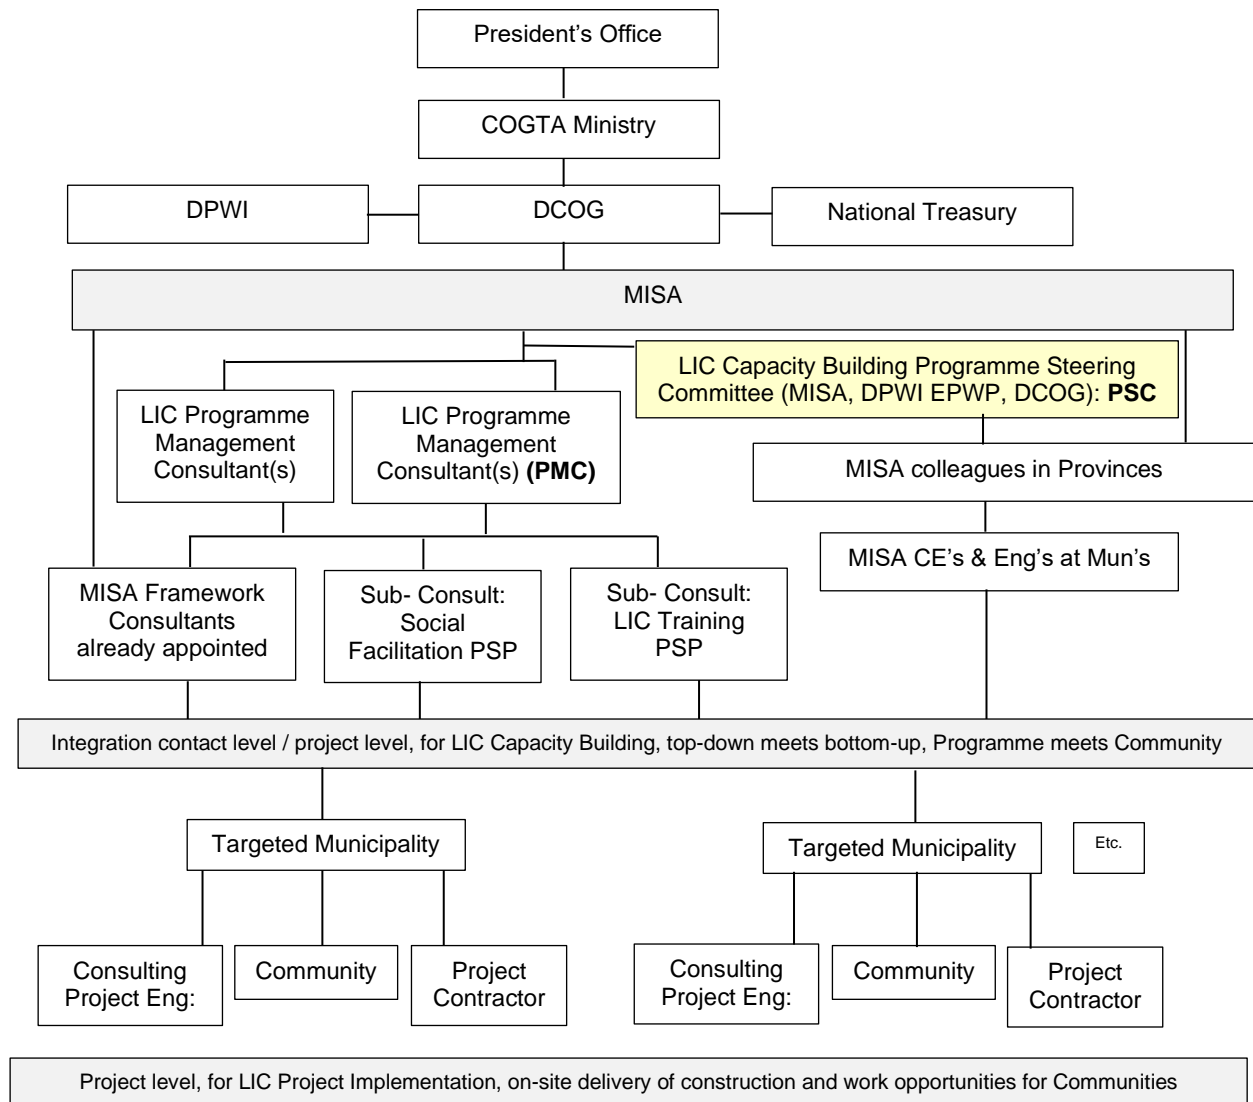 President's Office
COGTA Ministry
DPWI
DCOG
National Treasury
MISA
LIC Capacity Building Programme Steering
Committee (MISA, DPWI EPWP, DCOG): PSC
LIC Programme
Management
Consultant(s)
LIC Programme
Management
Consultant(s) (PMC)
MISA colleagues in Provinces
MISA CE's & Eng's at Mun's
MISA Framework
Consultants
already appointed
Sub- Consult:
Social
Facilitation PSP
Sub- Consult:
LIC Training
PSP
Integration contact level / project level, for LIC Capacity Building, top-down meets bottom-up, Programme meets Community
Targeted Municipality
Targeted Municipality
Etc.
Consulting
Project Eng:
Community
Project
Contractor
Consulting
Project Eng:
Community
Project
Contractor
Project level, for LIC Project Implementation, on-site delivery of construction and work opportunities for Communities